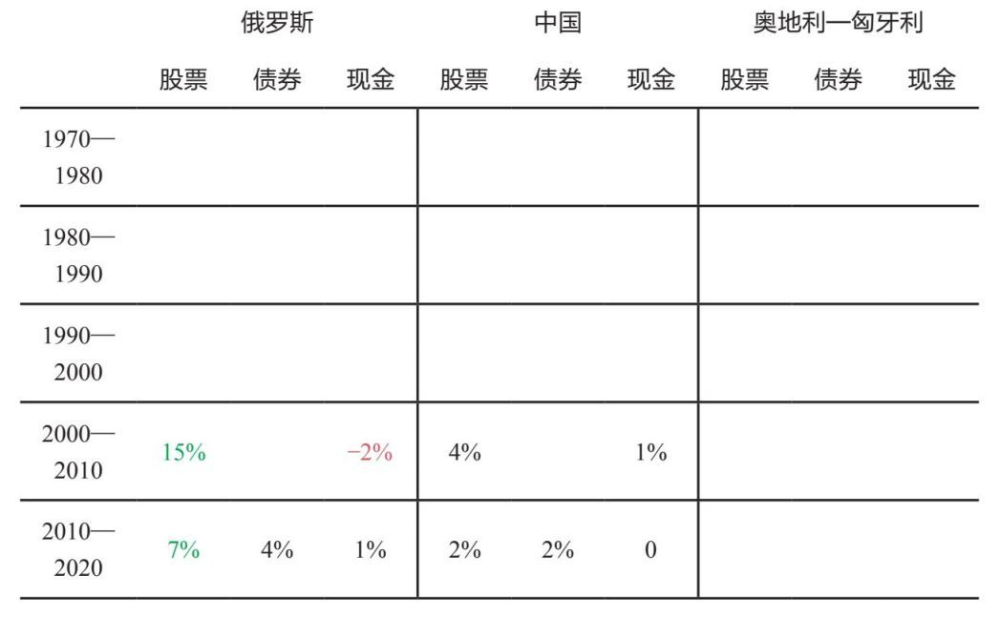 俄罗斯 中国 奥地利—匈牙利
股票 债券 现金 股票 债券 现金 股票 债券 现金
1970—
1980
1980—
1990
1990—
2000
2000—
2010 15% −2% 4% 1%
2010—
2020 7% 4% 1% 2% 2% 0